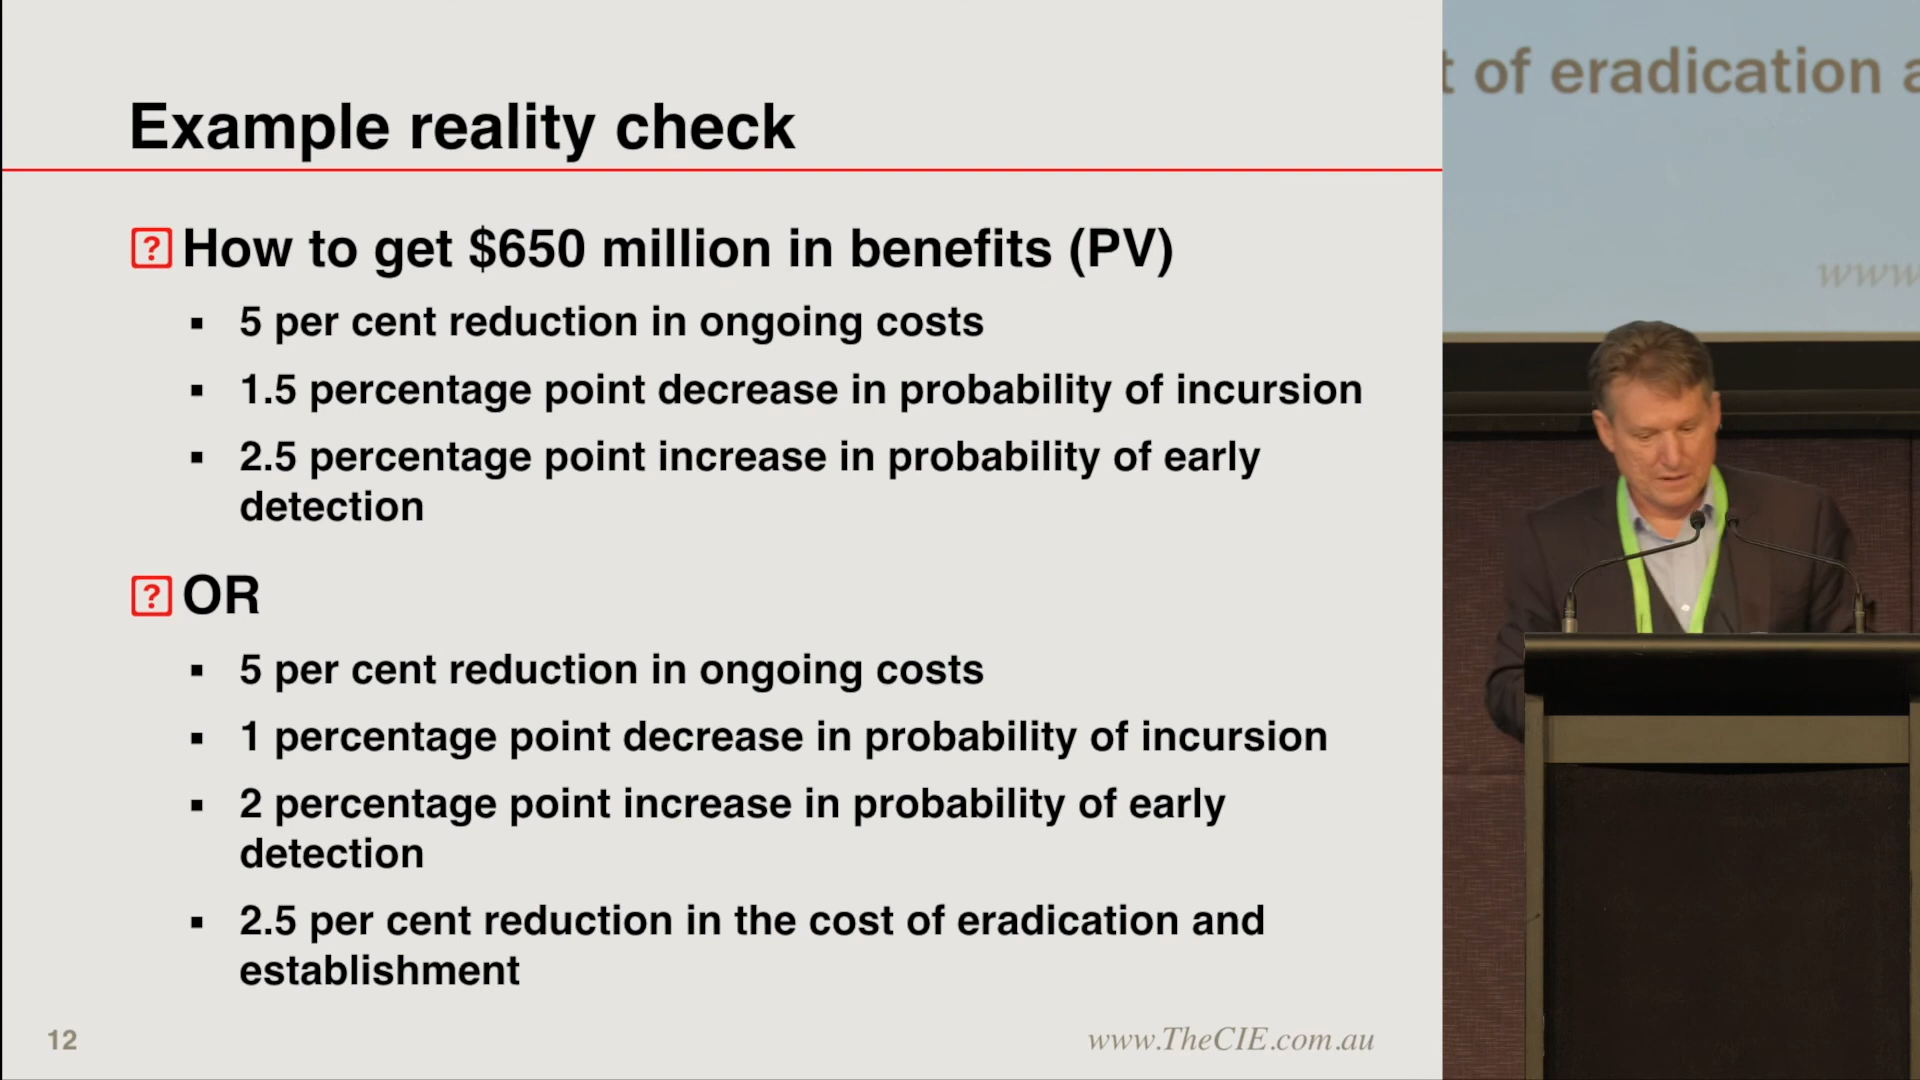 Example reality check
How to get $650 million in benefits (PV)
▪ 5 per cent reduction in ongoing costs
▪ 1.5 percentage point decrease in probability of incursion
▪ 2.5 percentage point increase in probability of early
detection
OR
▪ 5 per cent reduction in ongoing costs
▪ 1 percentage point decrease in probability of incursion
▪ 2 percentage point increase in probability of early
detection
▪ 2.5 per cent reduction in the cost of eradication and
establishment
12
www.TheCIE.com.au
of eradication
www